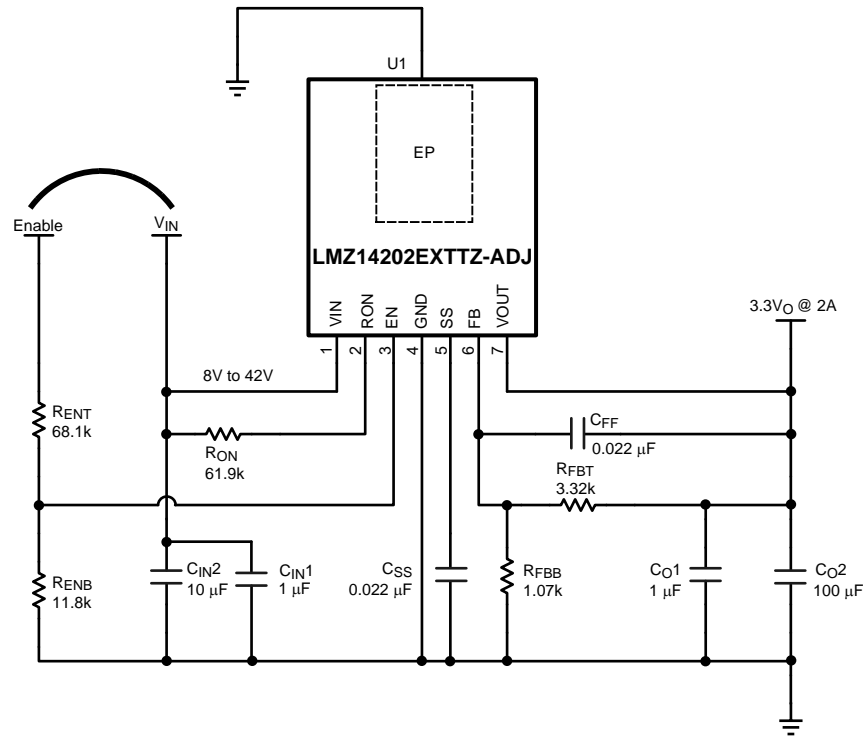 U1
EP
Enable
VIN
LMZ14202EXTTZ-ADJ
3.3VO @ 2A
VIN
RON
EN
GND
SS
FB
VOUT
1
2
3
4
5
6
7
8V to 42V
RENT
68.1k
CFF
0.022 μF
RON
61.9k
RFBT
3.32k
RENB
11.8k
CIN2
10 μF
CIN1
1 μF
CSS
0.022 μF
RFBB
1.07k
CO1
1 μF
CO2
100 μF